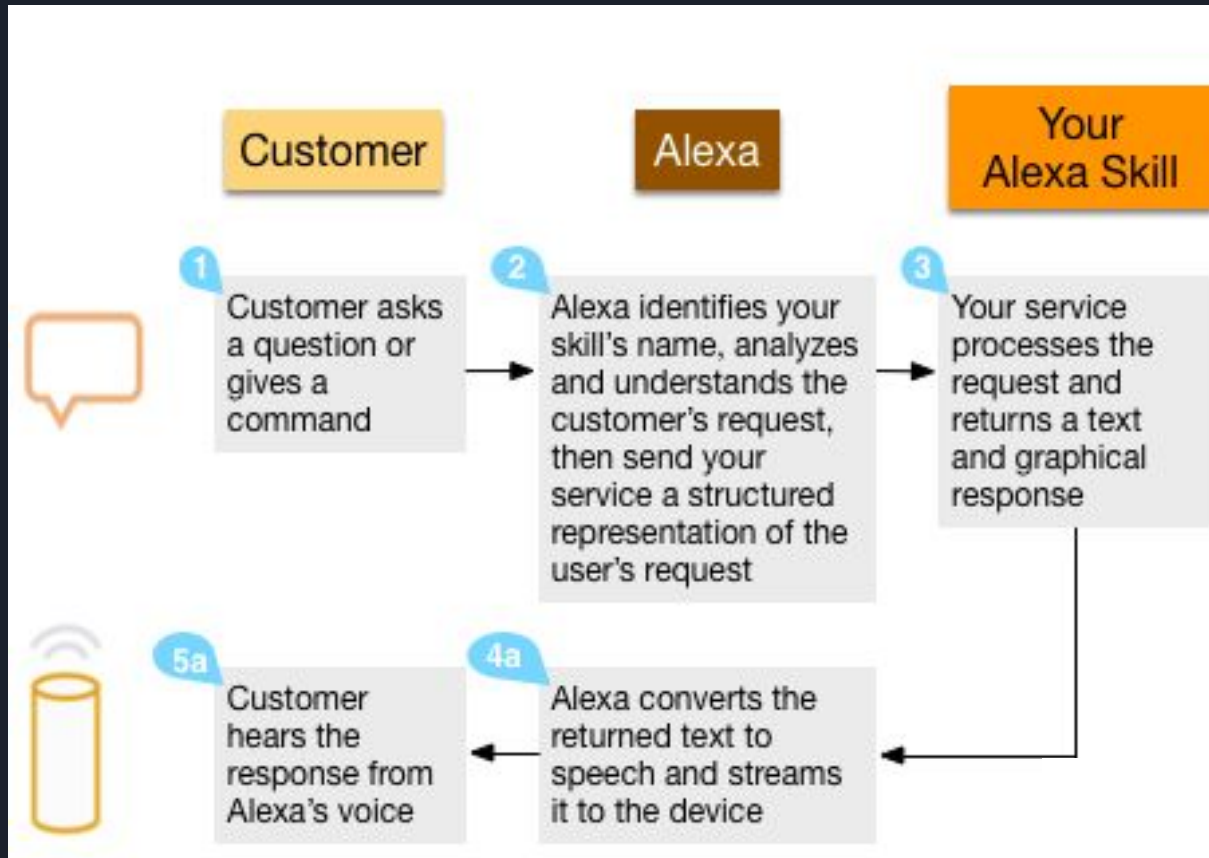 Customer
Alexa
Your
Alexa Skill
1
Customer asks
a question or
gives a
command
2
Alexa identifies your
skill's name, analyzes
and understands the
customer's request,
then send your
service a structured
representation of the
user's request
3
Your service
processes the
request and
returns a text
and graphical
response
5a
Customer
hears the
response from
Alexa's voice
4a
Alexa converts the
returned text to
speech and streams
it to the device